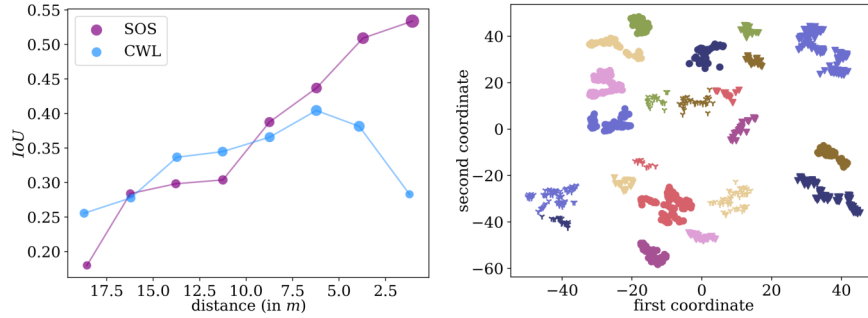 0.55
0.50
0.45
0.40
0.35
0.30
0.25
0.20
IoU
SOS
CWL
17.5 15.0 12.5 10.0 7.5 5.0 2.5
distance (in m)
40
20
0
−20
−40
−60
second coordinate
−40 −20 0 20 40
first coordinate